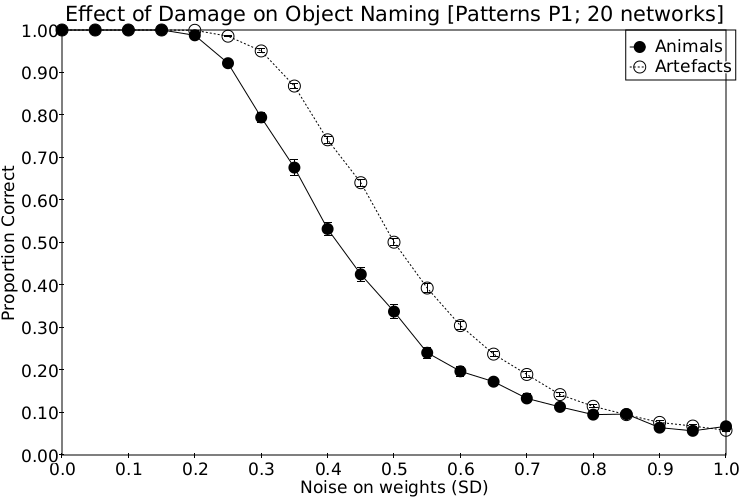 Effect of Damage on Object Naming [Patterns P1; 20 networks]
Animals
Artefacts
Proportion Correct
1.00
0.90
0.80
0.70
0.60
0.50
0.40
0.30
0.20
0.10
0.00
0.0 0.1 0.2 0.3 0.4 0.5 0.6 0.7 0.8 0.9 1.0
Noise on weights (SD)